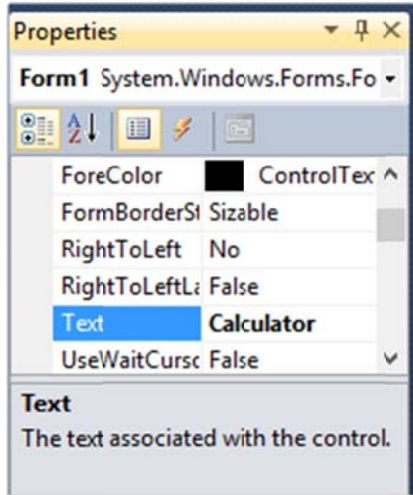 Properties
Form1 System.Windows.Forms.Fo
ForeColor ControlTex
FormBorderSt Sizable
RightToLeft No
RightToLeftLa False
Text Calculator
UseWaitCursc False
Text
The text associated with the control.